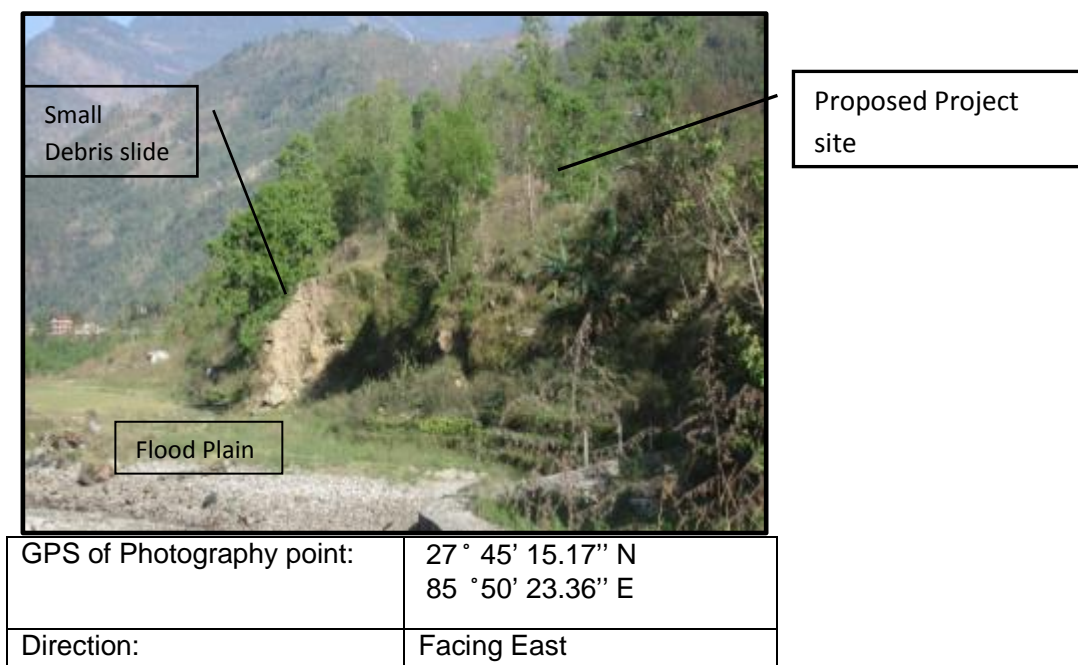 Small
Debris slide
Proposed Project
site
Flood Plain
GPS of Photography point:
27˚ 45’ 15.17’’ N
85 ˚50’ 23.36’’ E
Direction:
Facing East